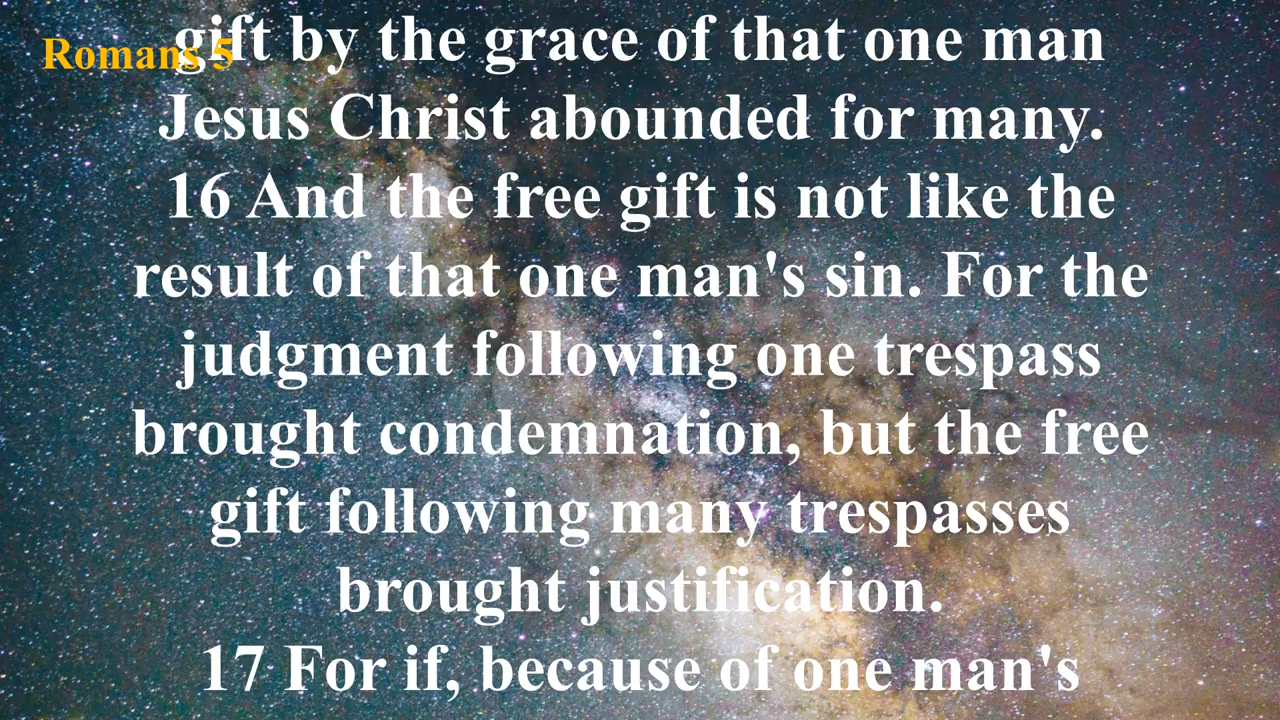 Romans 5
gift by the grace of that one man
Jesus Christ abounded for many.
16 And the free gift is not like the
result of that one man's sin. For the
judgment following one trespass
brought condemnation, but the free
gift following many trespasses
brought justification.
17 For if, because of one man's